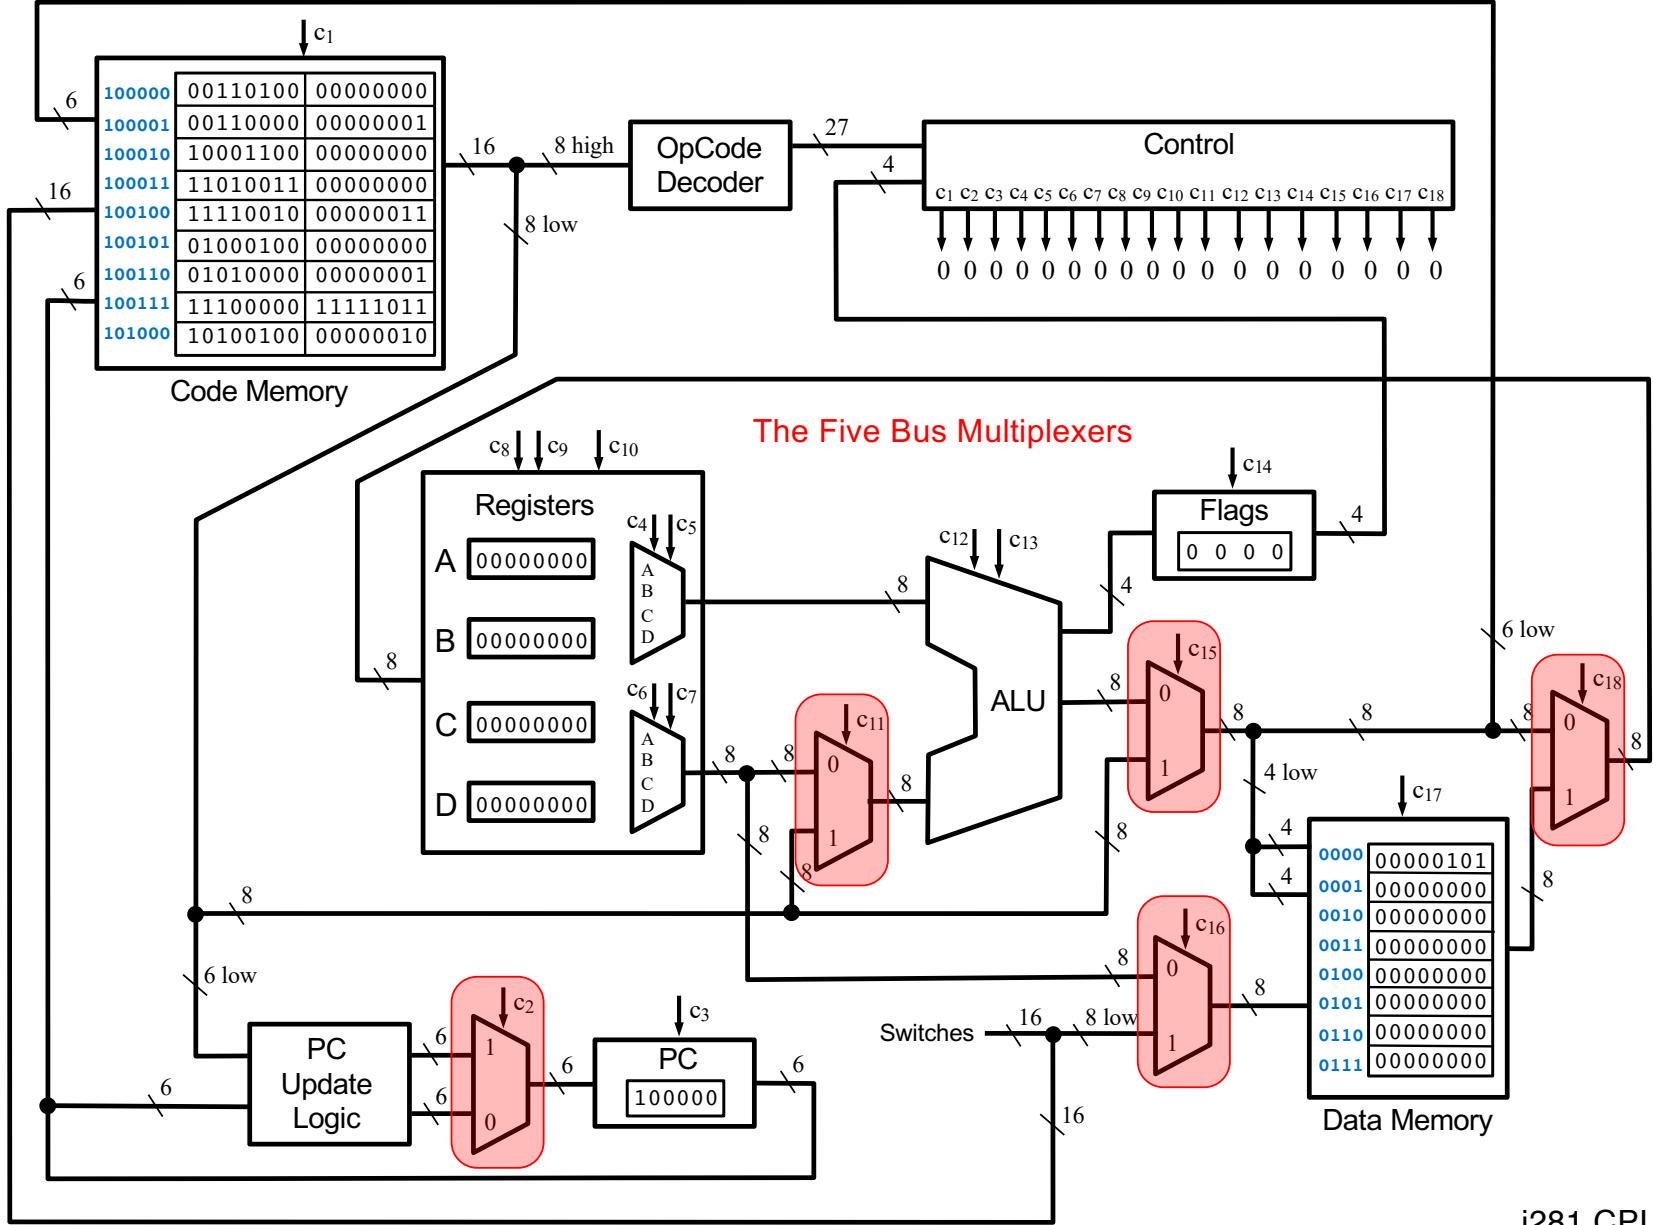 c1
6
100000 00110100 00000000
100001 00110000 00000001
100010 10001100 00000000
100011 11010011 00000000
100100 11110010 00000011
100101 01000100 00000000
100110 01010000 00000001
100111 11100000 11111011
101000 10100100 00000010
16
6
Code Memory
16
8 high
8 low
OpCode
Decoder
27
4
Control
c1 c2 c3 c4 c5 c6 c7 c8 c9 c10 c11 c12 c13 c14 c15 c16 c17 c18
0 0 0 0 0 0 0 0 0 0 0 0 0 0 0 0 0 0
The Five Bus Multiplexers
c8 c9 c10
Registers
A 00000000
B 00000000
C 00000000
D 00000000
8
c4 c5
A
B
C
D
c6 c7
A
B
C
D
8
8
8
8
c11
0
1
8
8
c12 c13
ALU
4
c14
Flags
0 0 0 0
4
8
c15
0
1
8
8
8
4 low
6 low
8
c18
0
1
8
c17
4
4
0000 00000101
0001 00000000
0010 00000000
0011 00000000
0100 00000000
0101 00000000
0110 00000000
0111 00000000
Data Memory
8
8
c16
0
1
8
8
Switches
16
8 low
16
6 low
PC
Update
Logic
6
6
6
c2
1
0
6
c3
PC
100000
6
i281 CPU